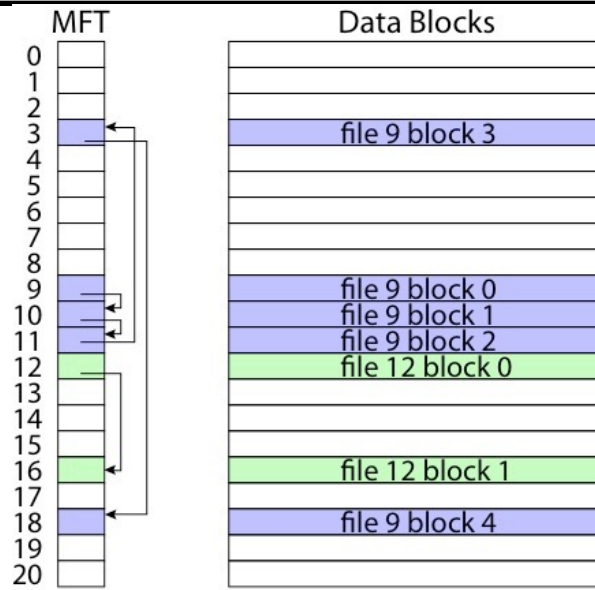 MFT Data Blocks
0
1
2
3 file 9 block 3
4
5
6
7
8
9 file 9 block 0
10 file 9 block 1
11 file 9 block 2
12 file 12 block 0
13
14
15
16 file 12 block 1
17
18 file 9 block 4
19
20